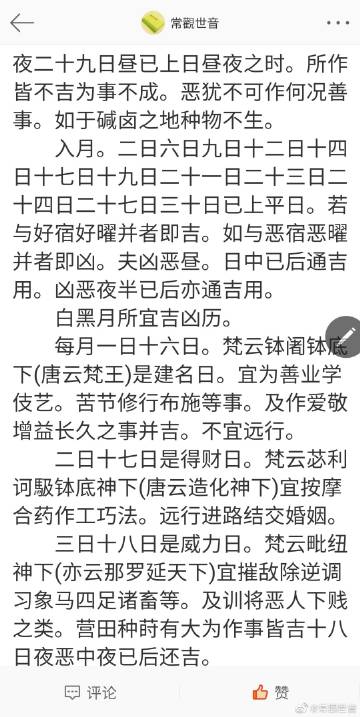 常觀世音
夜二十九日昼已上日昼夜之时。所作
皆不吉为事不成。恶犹不可作何况善
事。如于碱卤之地种物不生。
入月。二日六日九日十二日十四
日十七日十九日二十一日二十三日二
十四日二十七日三十日已上平日。若
与好宿好曜并者即吉。如与恶宿恶曜
并者即凶。夫凶恶昼。日中已后通吉
用。凶恶夜半已后亦通吉用。
白黑月所宜吉凶历。
每月一日十六日。梵云钵阇钵底
下(唐云梵王)是建名日。宜为善业学
伎艺。苦节修行布施等事。及作爱敬
增益长久之事并吉。不宜远行。
二日十七日是得财日。梵云苾利
诃馺钵底神下(唐云造化神下)宜按摩
合药作工巧法。远行进路结交婚姻。
三日十八日是威力日。梵云毗纽
神下(亦云那罗延天下)宜摧敌除逆调
习象马四足诸畜等。及训将恶人下贱
之类。营田种莳有大为作事皆吉十八
日夜恶中夜已后还吉。
评论
赞
@常觀世音